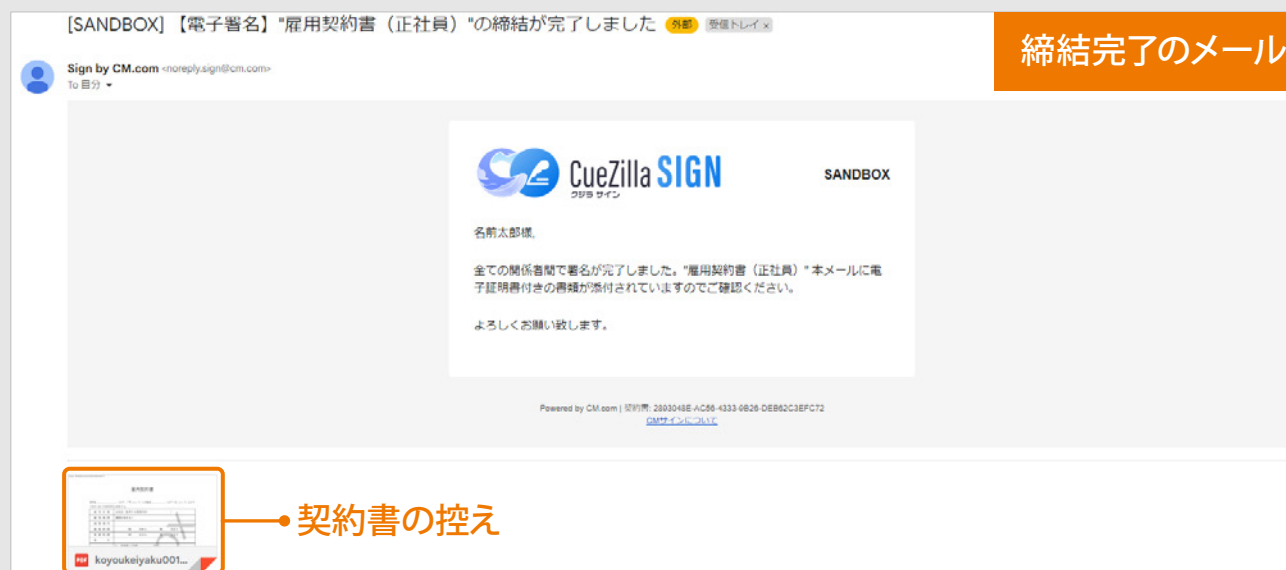 [SANDBOX] 【電子署名】"雇用契約書（正社員）"の締結が完了しました 外部 受信トレイ ×
締結完了のメール
Sign by CM.com <noreply.sign@cm.com>
To 自分
CueZilla SIGN
クジラ サイン
SANDBOX
名前太郎様,
全ての関係者間で署名が完了しました。"雇用契約書（正社員）" 本メールに電
子証明書付きの書類が添付されていますのでご確認ください。
よろしくお願い致します。
Powered by CM.com | 契約書: 2893048E-AC56-4333-9B26-DEB62C3EFC72
CMサインについて
雇用契約書
契約書の控え
PDF koyoukeiyaku001...